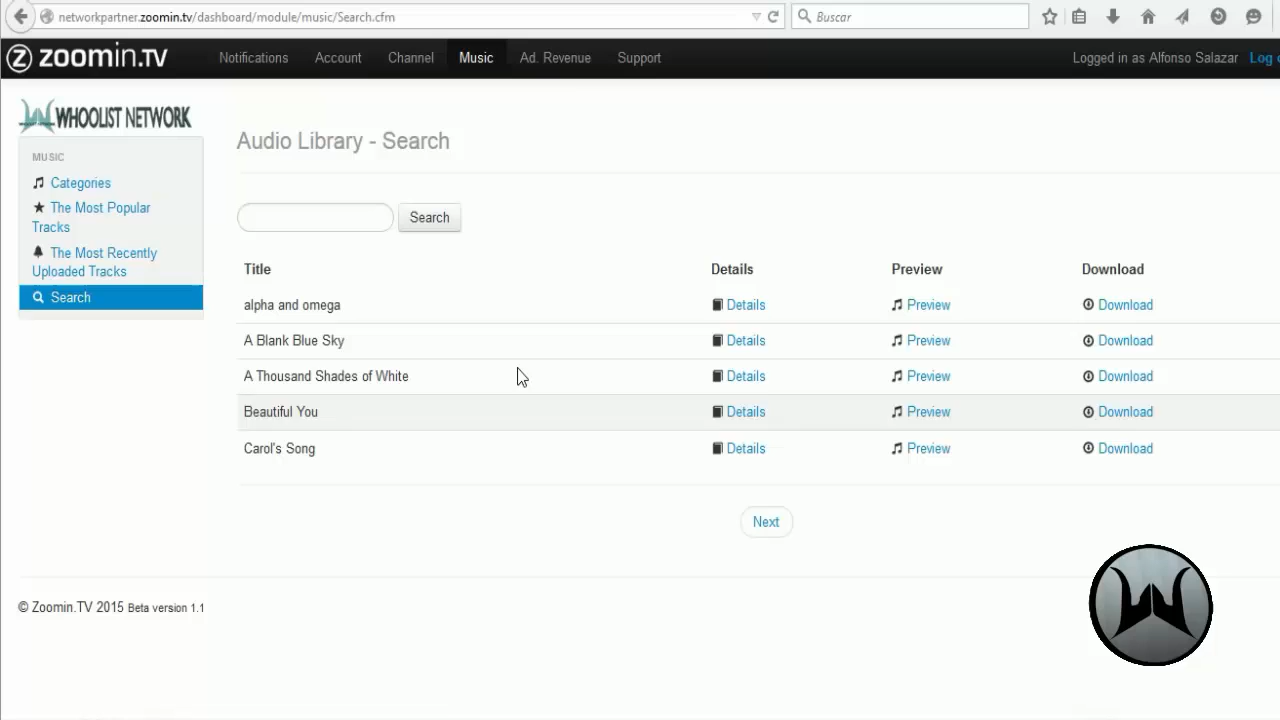 networkpartner.zoomin.tv/dashboard/module/music/Search.cfm
Buscar
zoomin.tv
Notifications Account Channel Music Ad. Revenue Support
Logged in as Alfonso Salazar Log
WHOOLIST NETWORK
MUSIC
Categories
The Most Popular
Tracks
The Most Recently
Uploaded Tracks
Search
Audio Library - Search
Search
Title Details Preview Download
alpha and omega Details Preview Download
A Blank Blue Sky Details Preview Download
A Thousand Shades of White Details Preview Download
Beautiful You Details Preview Download
Carol's Song Details Preview Download
Next
© Zoomin.TV 2015 Beta version 1.1